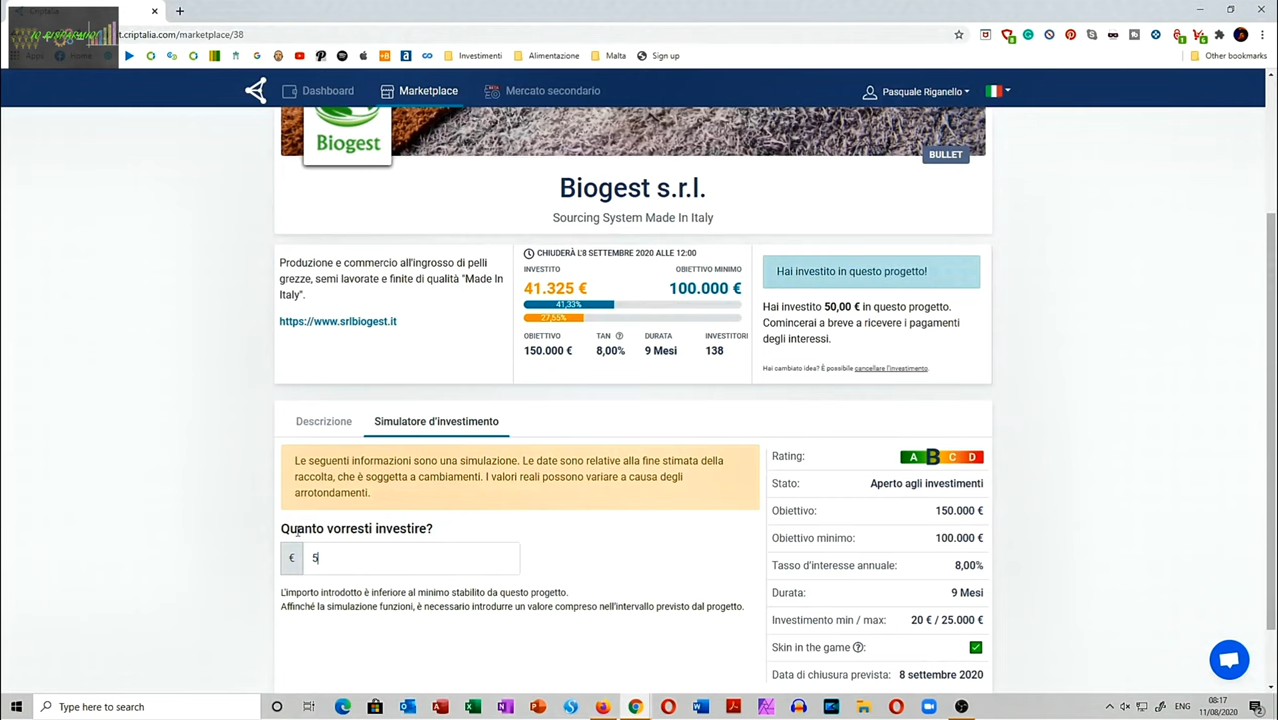 Criptalia
IO RISPARMIO
t.criptalia.com/marketplace/38
Apps
Home
Investimenti
Alimentazione
Malta
Sign up
Other bookmarks
Dashboard
Marketplace
BETA
Mercato secondario
Pasquale Riganello
Biogest
BULLET
Biogest s.r.l.
Sourcing System Made In Italy
Produzione e commercio all'ingrosso di pelli
grezze, semi lavorate e finite di qualità "Made In
Italy".
https://www.srlbiogest.it
CHIUDERÀ L'8 SETTEMBRE 2020 ALLE 12:00
INVESTITO
OBIETTIVO MINIMO
41.325 €
100.000 €
41,33%
27,55%
OBIETTIVO
TAN
DURATA
INVESTITORI
150.000 €
8,00%
9 Mesi
138
Hai investito in questo progetto!
Hai investito 50,00 € in questo progetto.
Comincerai a breve a ricevere i pagamenti
degli interessi.
Hai cambiato idea? È possibile cancellare l'investimento.
Descrizione
Simulatore d'investimento
Le seguenti informazioni sono una simulazione. Le date sono relative alla fine stimata della
raccolta, che è soggetta a cambiamenti. I valori reali possono variare a causa degli
arrotondamenti.
Quanto vorresti investire?
€
5
L'importo introdotto è inferiore al minimo stabilito da questo progetto.
Affinché la simulazione funzioni, è necessario introdurre un valore compreso nell'intervallo previsto dal progetto.
Rating:
A B C D
Stato:
Aperto agli investimenti
Obiettivo:
150.000 €
Obiettivo minimo:
100.000 €
Tasso d'interesse annuale:
8,00%
Durata:
9 Mesi
Investimento min / max:
20 € / 25.000 €
Skin in the game
Data di chiusura prevista:
8 settembre 2020
Type here to search
ENG
08:17
11/08/2020